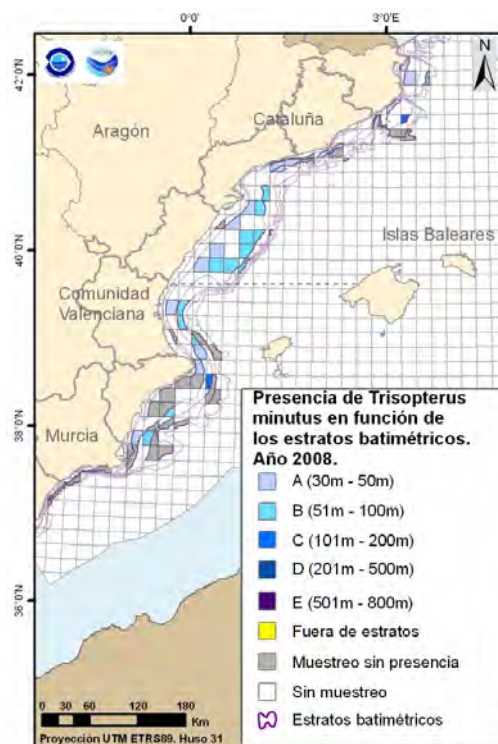 0°0'
3°0'E
N
42°0'N
Cataluña
Aragón
40°0'N
Islas Baleares
Comunidad
Valenciana
38°0'N
Murcia
36°0'N
Presencia de Trisopterus
minutus en función de
los estratos batimétricos.
Año 2008.
A (30m - 50m)
B (51m - 100m)
C (101m - 200m)
D (201m - 500m)
E (501m - 800m)
Fuera de estratos
Muestreo sin presencia
Sin muestreo
Estratos batimétricos
0 30 60 120 180
Km
Proyección UTM ETRS89. Huso 31